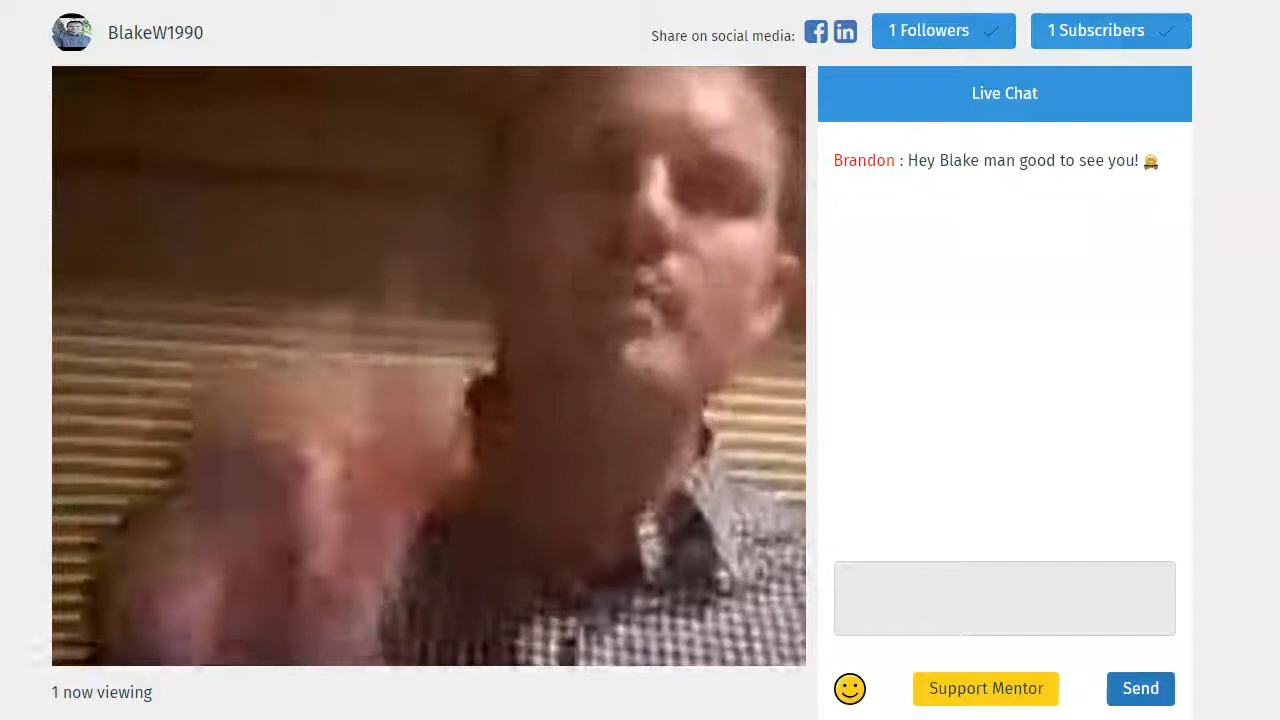 BlakeW1990
Share on social media:
1 Followers
1 Subscribers
Live Chat
Brandon : Hey Blake man good to see you!
1 now viewing
Support Mentor
Send